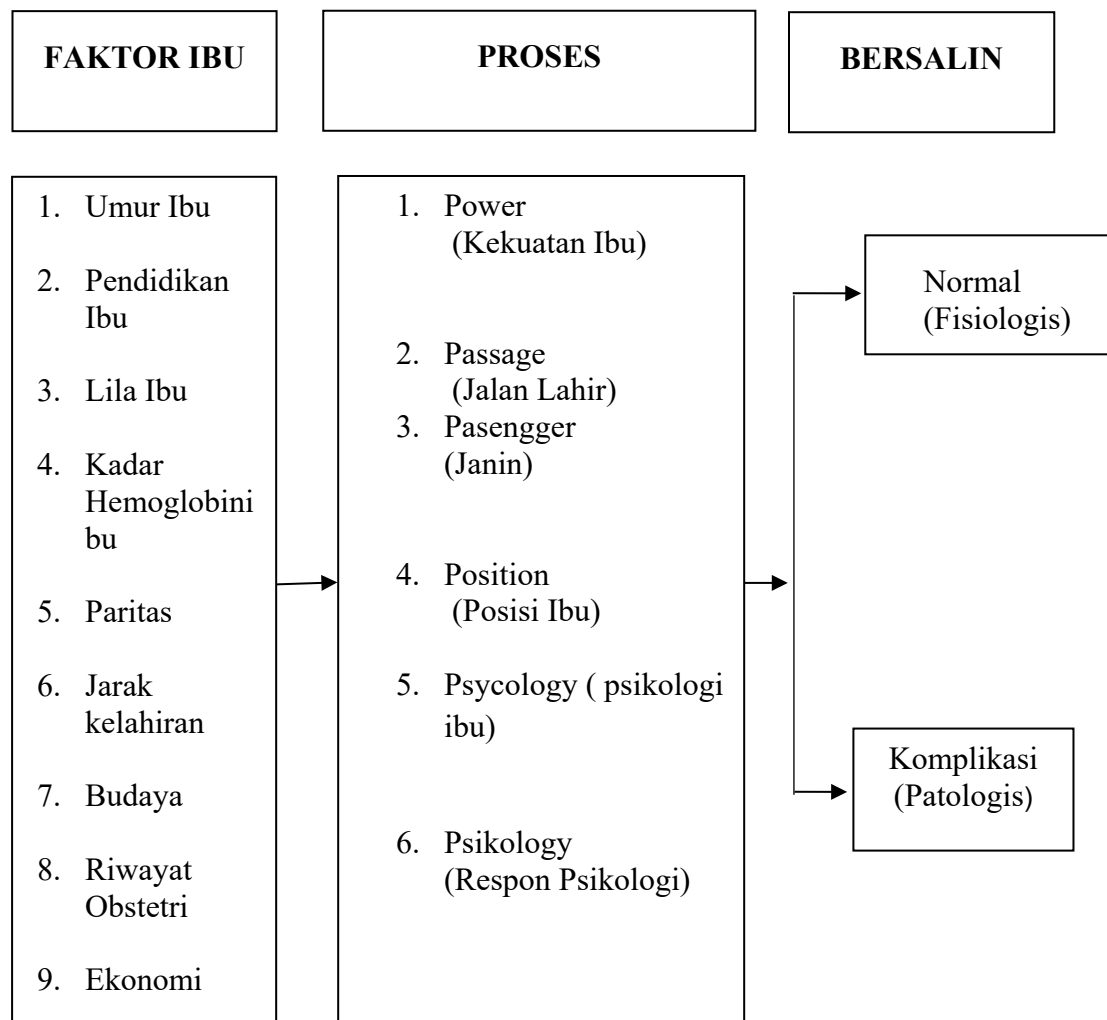 FAKTOR IBU
PROSES
BERSALIN
1. Umur Ibu
2. Pendidikan
Ibu
3. Lila Ibu
4. Kadar
Hemoglobini
bu
5. Paritas
6. Jarak
kelahiran
7. Budaya
8. Riwayat
Obstetri
9. Ekonomi
1. Power
(Kekuatan Ibu)
2. Passage
(Jalan Lahir)
3. Pasengger
(Janin)
4. Position
(Posisi Ibu)
5. Psycology ( psikologi
ibu)
6. Psikology
(Respon Psikologi)
Normal
(Fisiologis)
Komplikasi
(Patologis)